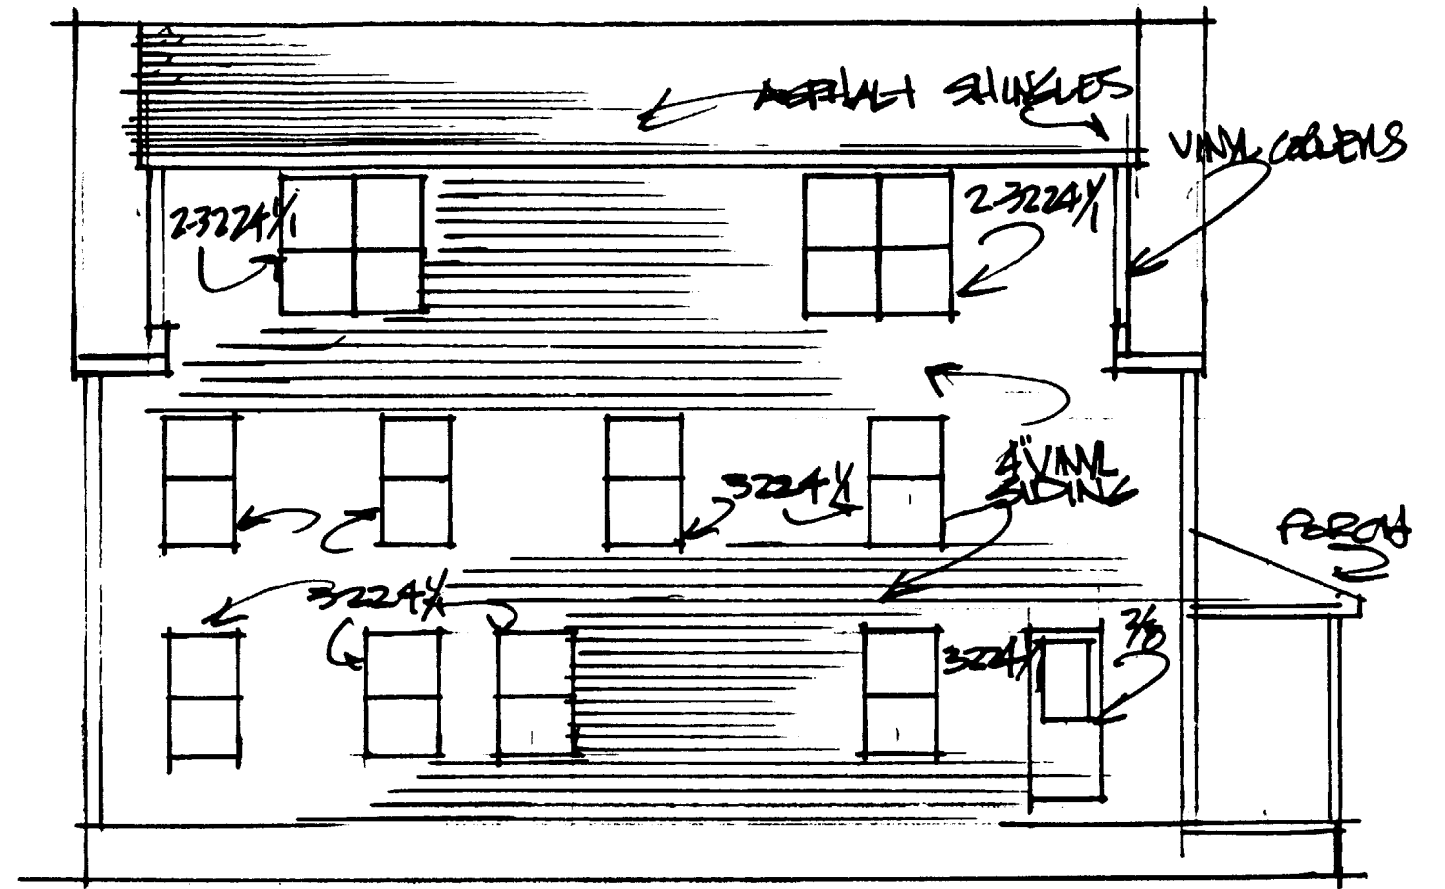 ASPHALT SHINGLES
VINYL CORNERS
2-3224 1/1
2-3224 1/1
4" VINYL
SIDING
3224 1/1
PORCH
3224 1/1
3224 1/1